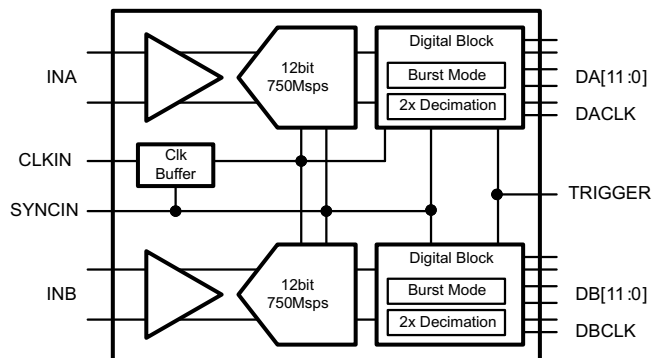 Digital Block
12bit
750Msps
Burst Mode
2x Decimation
INA
DA[11:0]
DACLK
CLKIN
Clk
Buffer
TRIGGER
SYNCIN
Digital Block
12bit
750Msps
Burst Mode
2x Decimation
INB
DB[11:0]
DBCLK